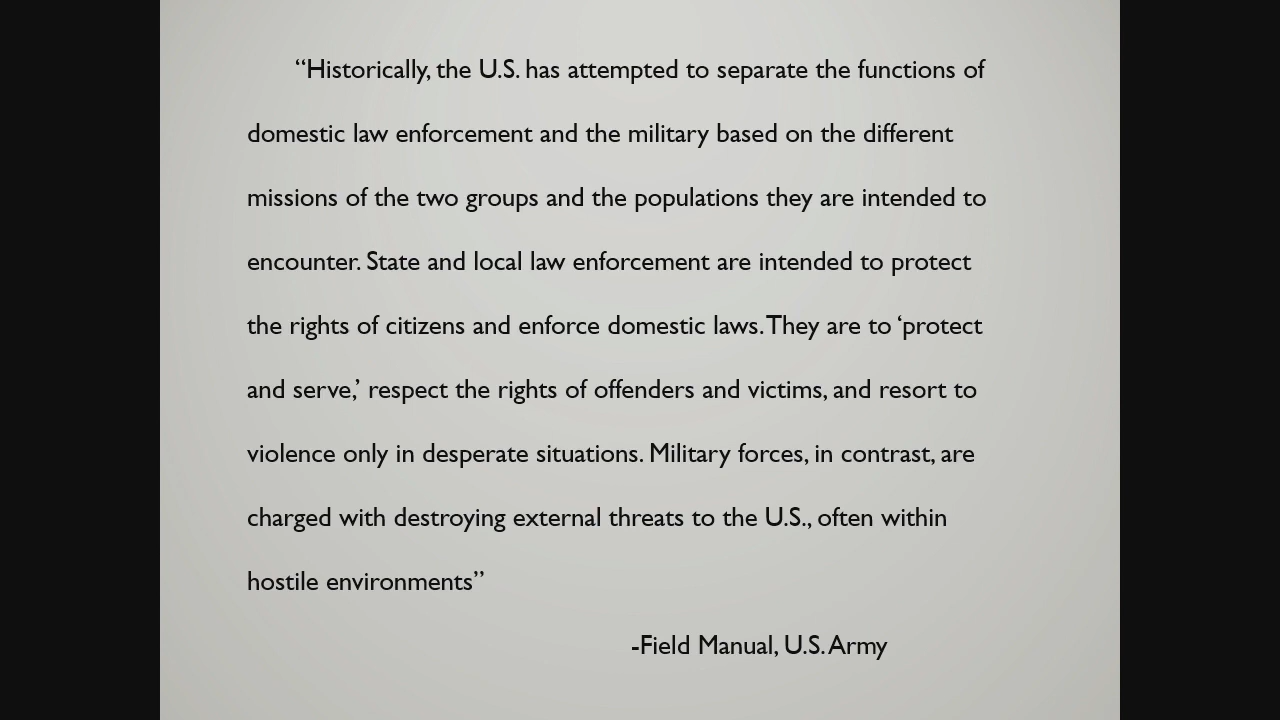 “Historically, the U.S. has attempted to separate the functions of
domestic law enforcement and the military based on the different
missions of the two groups and the populations they are intended to
encounter. State and local law enforcement are intended to protect
the rights of citizens and enforce domestic laws. They are to ‘protect
and serve,’ respect the rights of offenders and victims, and resort to
violence only in desperate situations. Military forces, in contrast, are
charged with destroying external threats to the U.S., often within
hostile environments”
-Field Manual, U.S. Army